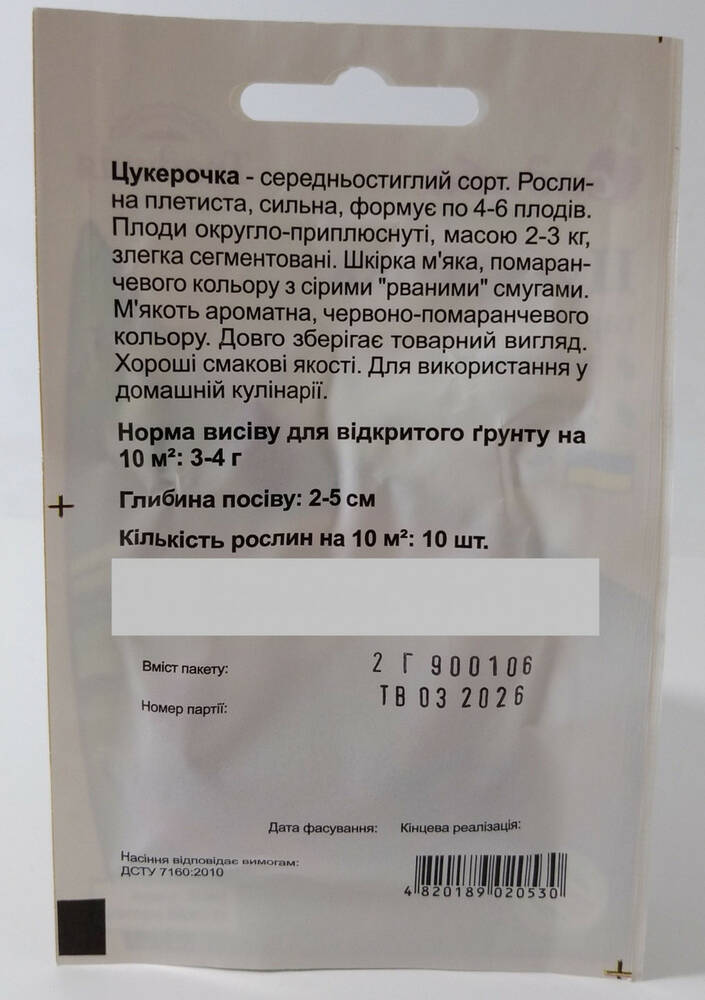 Цукерочка - середньостиглий сорт. Росли-
на плетиста, сильна, формує по 4-6 плодів.
Плоди округло-приплюснуті, масою 2-3 кг,
злегка сегментовані. Шкірка м'яка, помаран-
чевого кольору з сірими "рваними" смугами.
М'якоть ароматна, червоно-помаранчевого
кольору. Довго зберігає товарний вигляд.
Хороші смакові якості. Для використання у
домашній кулінарії.
Норма висіву для відкритого ґрунту на
10 м²: 3-4 г
Глибина посіву: 2-5 см
Кількість рослин на 10 м²: 10 шт.
Вміст пакету: 2 Г 900106
Номер партії: ТВ 03 2026
Дата фасування: Кінцева реалізація:
Насіння відповідає вимогам:
ДСТУ 7160:2010
4 820189 020530